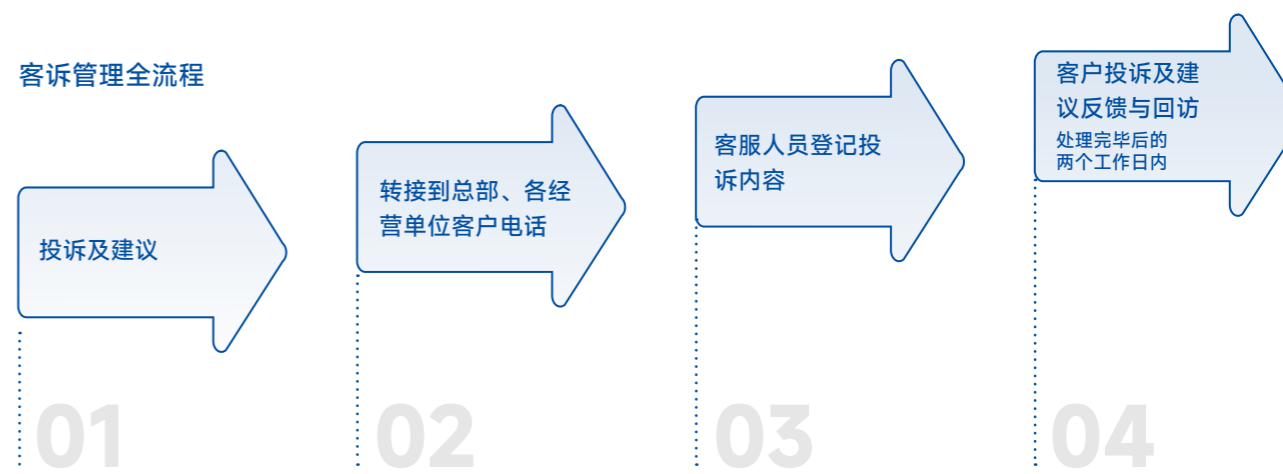 客诉管理全流程
投诉及建议
01
转接到总部、各经
营单位客户电话
02
客服人员登记投
诉内容
03
客户投诉及建
议反馈与回访
处理完毕后的
两个工作日内
04